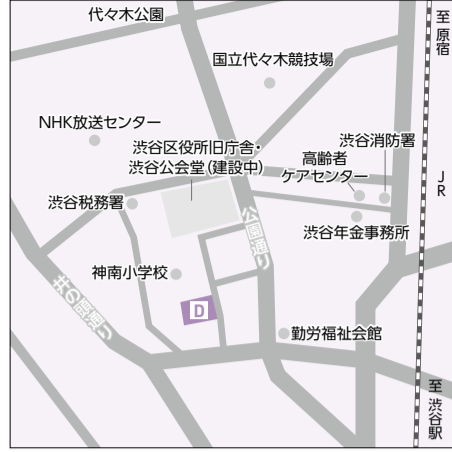 代々木公園
至 原宿
国立代々木競技場
NHK放送センター
渋谷区役所旧庁舎・
渋谷公会堂（建設中）
渋谷消防署
高齢者
ケアセンター
JR
渋谷税務署
公園通り
渋谷年金事務所
神南小学校
井の頭通り
D
勤労福祉会館
至 渋谷駅